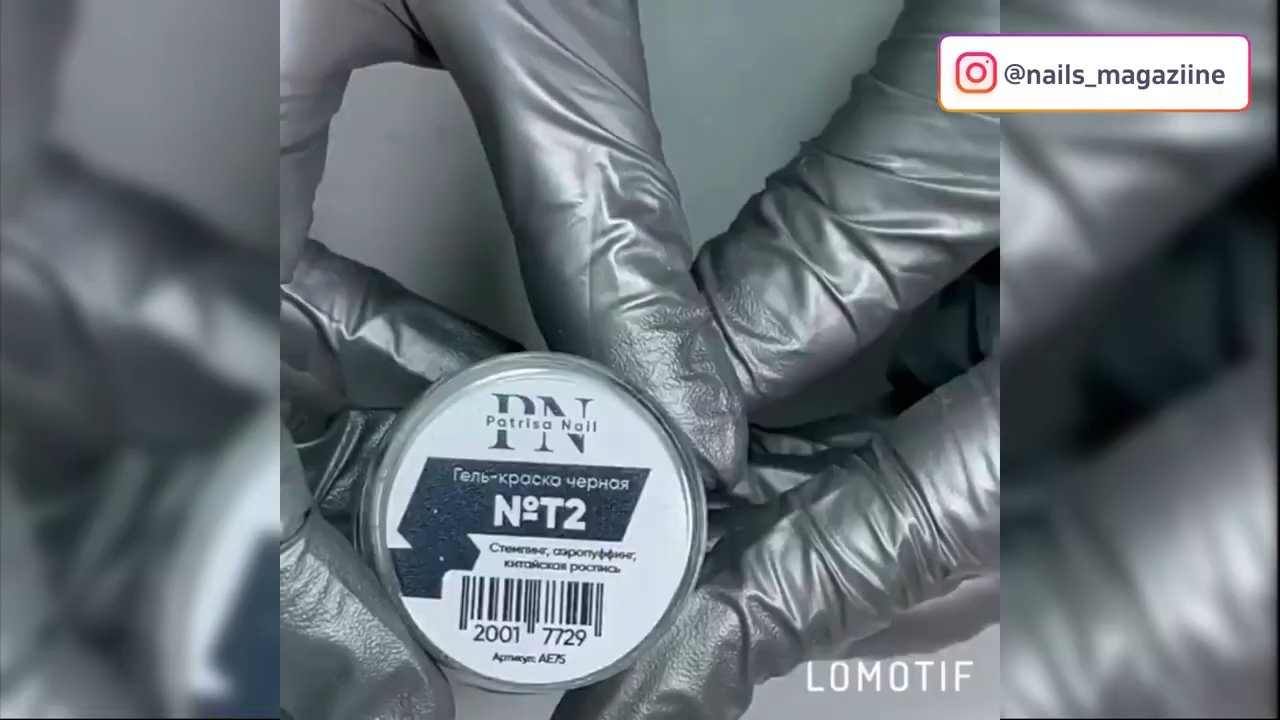 @nails_magaziine
PN
Patrisa Nail
Гель-краска черная
№T2
Стемпинг, аэропуффинг,
китайская роспись
2001 7729
Артикул: AE75
LOMOTIF